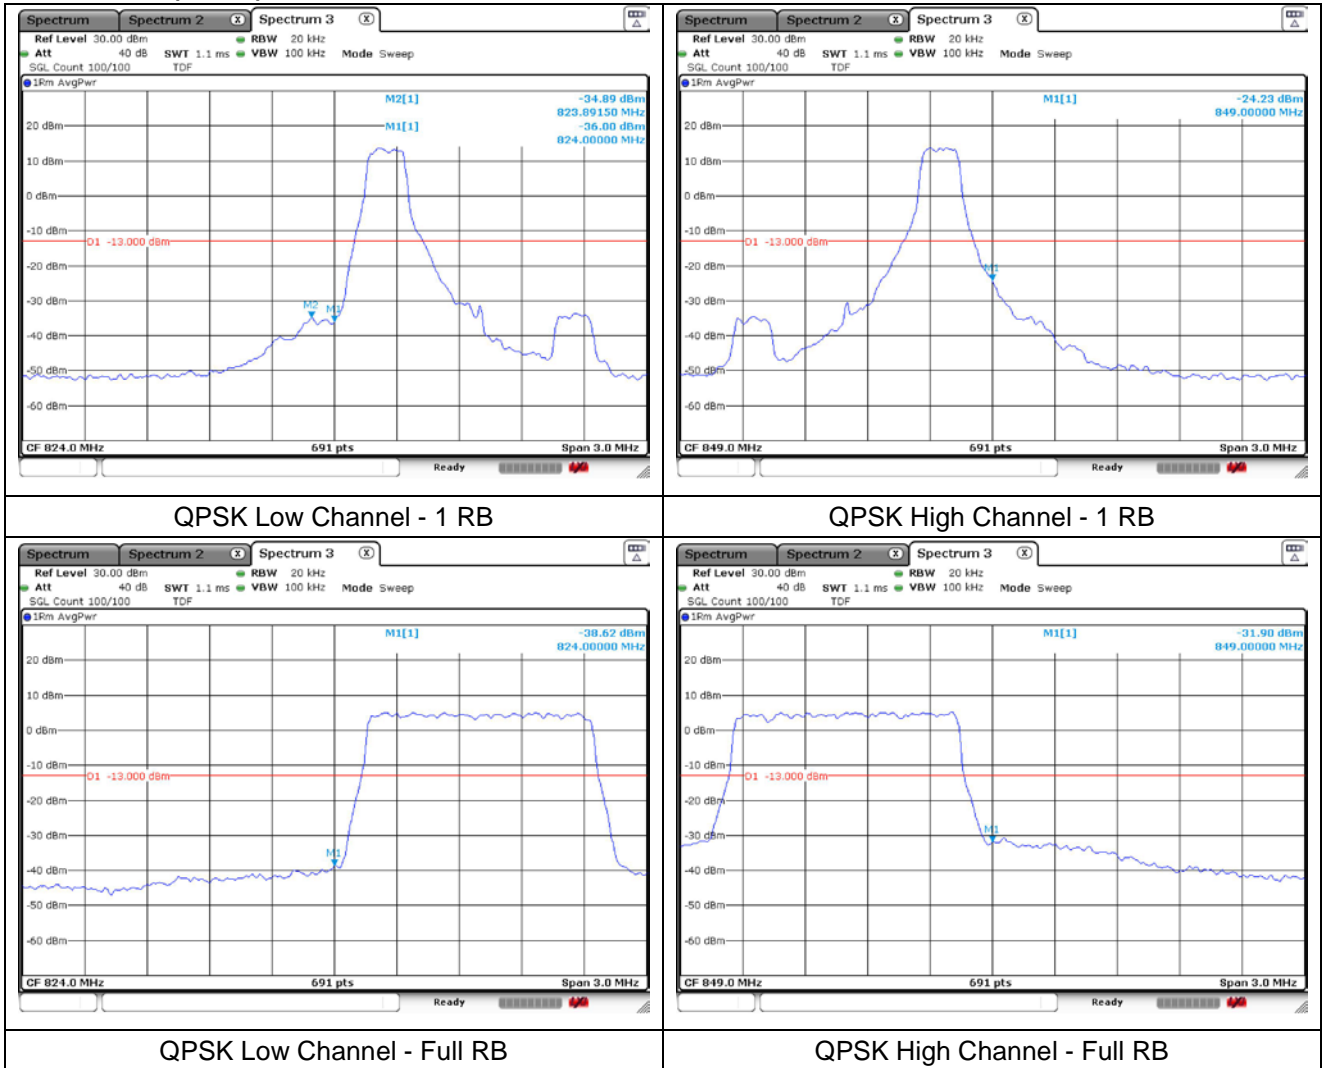 Spectrum Spectrum 2 X Spectrum 3 X
Ref Level 30.00 dBm RBW 20 kHz
Att 40 dB SWT 1.1 ms VBW 100 kHz Mode Sweep
SGL Count 100/100 TDF
1Rm AvgPwr
M2[1] -34.89 dBm
823.89150 MHz
M1[1] -36.00 dBm
824.00000 MHz
20 dBm
10 dBm
0 dBm
-10 dBm
O1 -13.000 dBm
-20 dBm
-30 dBm
M2 M1
-40 dBm
-50 dBm
-60 dBm
CF 824.0 MHz 691 pts Span 3.0 MHz
Ready
QPSK Low Channel - 1 RB
Spectrum Spectrum 2 X Spectrum 3 X
Ref Level 30.00 dBm RBW 20 kHz
Att 40 dB SWT 1.1 ms VBW 100 kHz Mode Sweep
SGL Count 100/100 TDF
1Rm AvgPwr
M1[1] -24.23 dBm
849.00000 MHz
20 dBm
10 dBm
0 dBm
-10 dBm
O1 -13.000 dBm
-20 dBm
M1
-30 dBm
-40 dBm
-50 dBm
-60 dBm
CF 849.0 MHz 691 pts Span 3.0 MHz
Ready
QPSK High Channel - 1 RB
Spectrum Spectrum 2 X Spectrum 3 X
Ref Level 30.00 dBm RBW 20 kHz
Att 40 dB SWT 1.1 ms VBW 100 kHz Mode Sweep
SGL Count 100/100 TDF
1Rm AvgPwr
M1[1] -38.62 dBm
824.00000 MHz
20 dBm
10 dBm
0 dBm
-10 dBm
O1 -13.000 dBm
-20 dBm
-30 dBm
M1
-40 dBm
-50 dBm
-60 dBm
CF 824.0 MHz 691 pts Span 3.0 MHz
Ready
QPSK Low Channel - Full RB
Spectrum Spectrum 2 X Spectrum 3 X
Ref Level 30.00 dBm RBW 20 kHz
Att 40 dB SWT 1.1 ms VBW 100 kHz Mode Sweep
SGL Count 100/100 TDF
1Rm AvgPwr
M1[1] -31.90 dBm
849.00000 MHz
20 dBm
10 dBm
0 dBm
-10 dBm
O1 -13.000 dBm
-20 dBm
M1
-30 dBm
-40 dBm
-50 dBm
-60 dBm
CF 849.0 MHz 691 pts Span 3.0 MHz
Ready
QPSK High Channel - Full RB